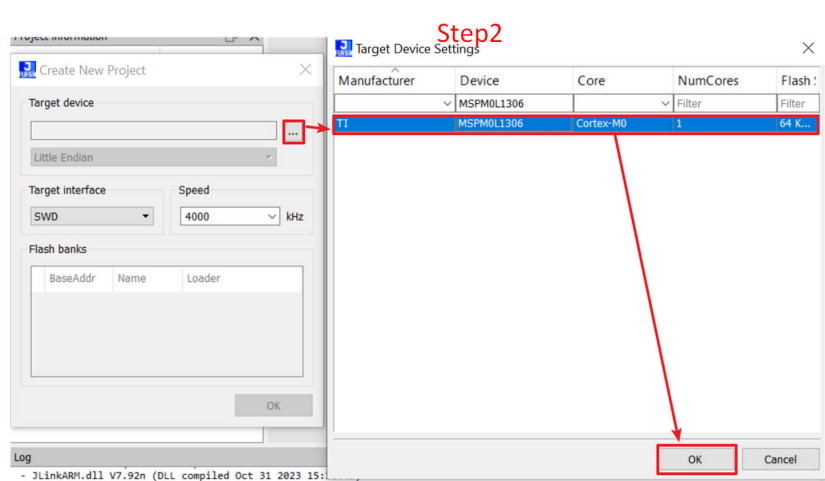 Step2
Project Information
Create New Project
Target device
...
Little Endian
Target interface
Speed
SWD
4000
kHz
Flash banks
BaseAddr Name Loader
OK
Target Device Settings
Manufacturer Device Core NumCores Flash
MSPM0L1306 Filter Filter
TI MSPM0L1306 Cortex-M0 1 64 K...
OK Cancel
Log
- JLinkARM.dll V7.92n (DLL compiled Oct 31 2023 15: